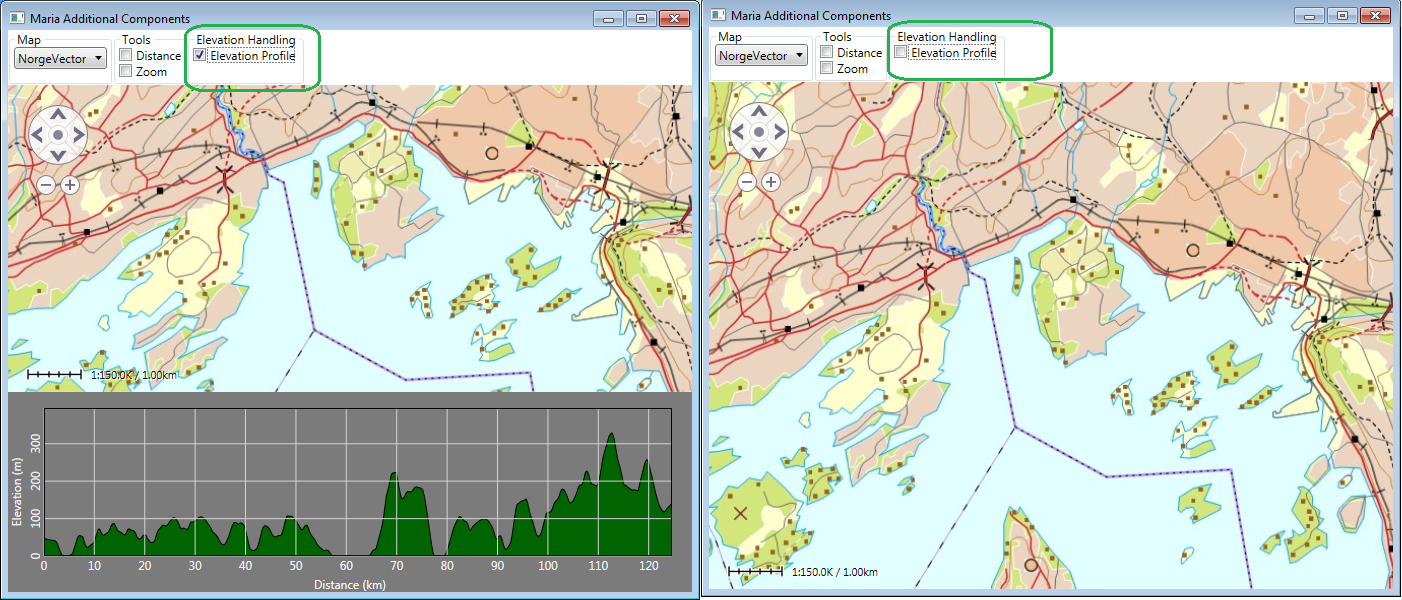 Maria Additional Components
Map
Tools
Elevation Handling
NorgeVector
Distance
Elevation Profile
Zoom
1:150.0K / 1.00km
Elevation (m)
300
200
100
0
0 10 20 30 40 50 60 70 80 90 100 110 120
Distance (km)
Maria Additional Components
Map
Tools
Elevation Handling
NorgeVector
Distance
Elevation Profile
Zoom
1:150.0K / 1.00km